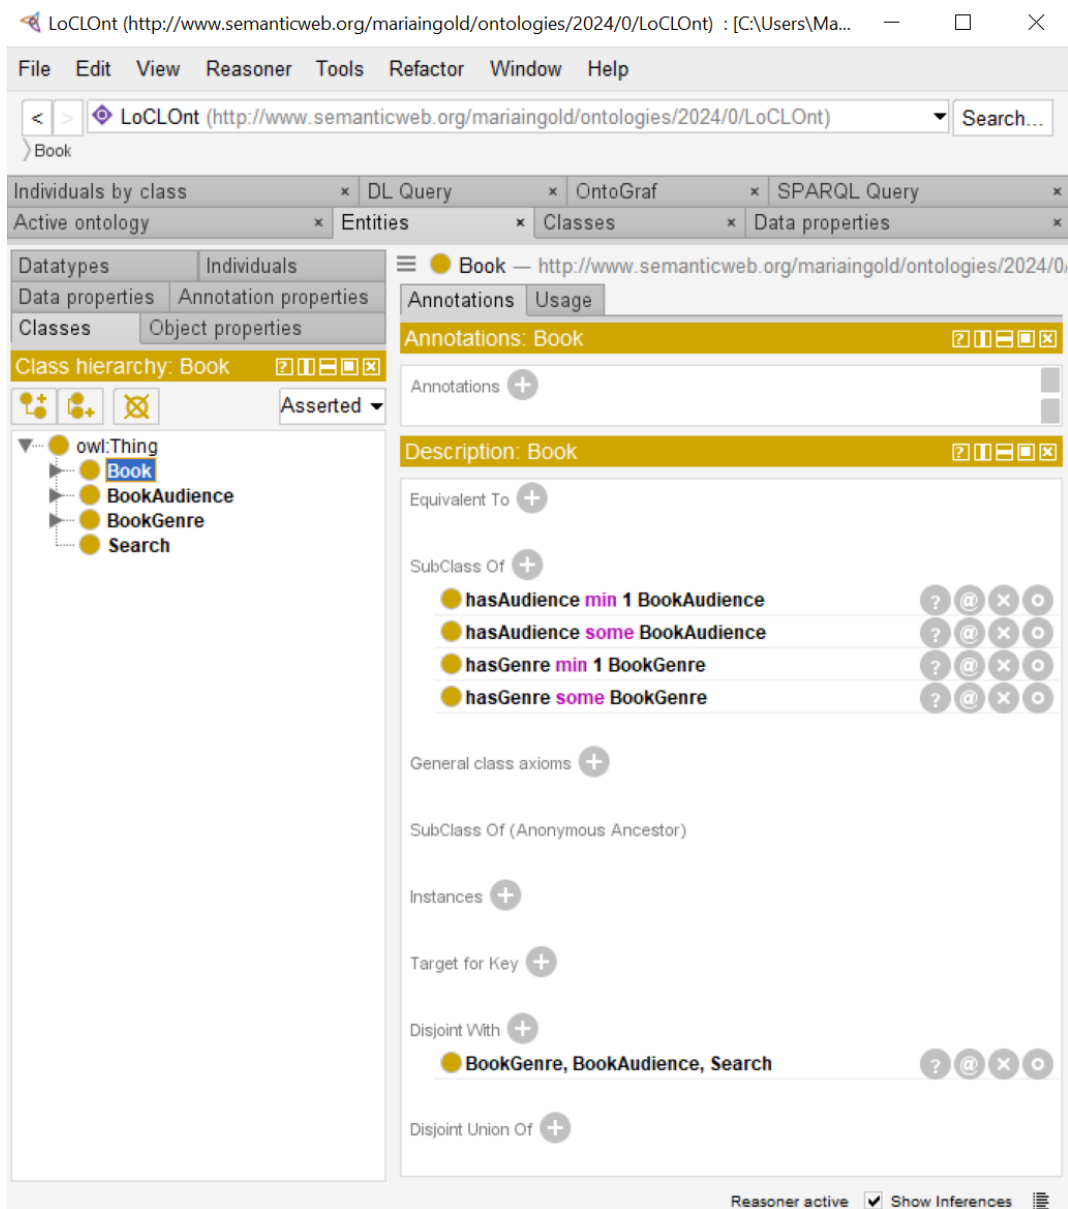 LoCLOnt (http://www.semanticweb.org/mariaingold/ontologies/2024/0/LoCLOnt) : [C:\Users\Ma...
File Edit View Reasoner Tools Refactor Window Help
< > LoCLOnt (http://www.semanticweb.org/mariaingold/ontologies/2024/0/LoCLOnt) Search...
Book
Individuals by class × DL Query × OntoGraf × SPARQL Query ×
Active ontology × Entities × Classes × Data properties ×
Datatypes Individuals
Data properties Annotation properties
Classes Object properties
Class hierarchy: Book
Asserted
owl:Thing
Book
BookAudience
BookGenre
Search
Book — http://www.semanticweb.org/mariaingold/ontologies/2024/0/
Annotations Usage
Annotations: Book
Annotations
Description: Book
Equivalent To
SubClass Of
hasAudience min 1 BookAudience
hasAudience some BookAudience
hasGenre min 1 BookGenre
hasGenre some BookGenre
General class axioms
SubClass Of (Anonymous Ancestor)
Instances
Target for Key
Disjoint With
BookGenre, BookAudience, Search
Disjoint Union Of
Reasoner active Show Inferences